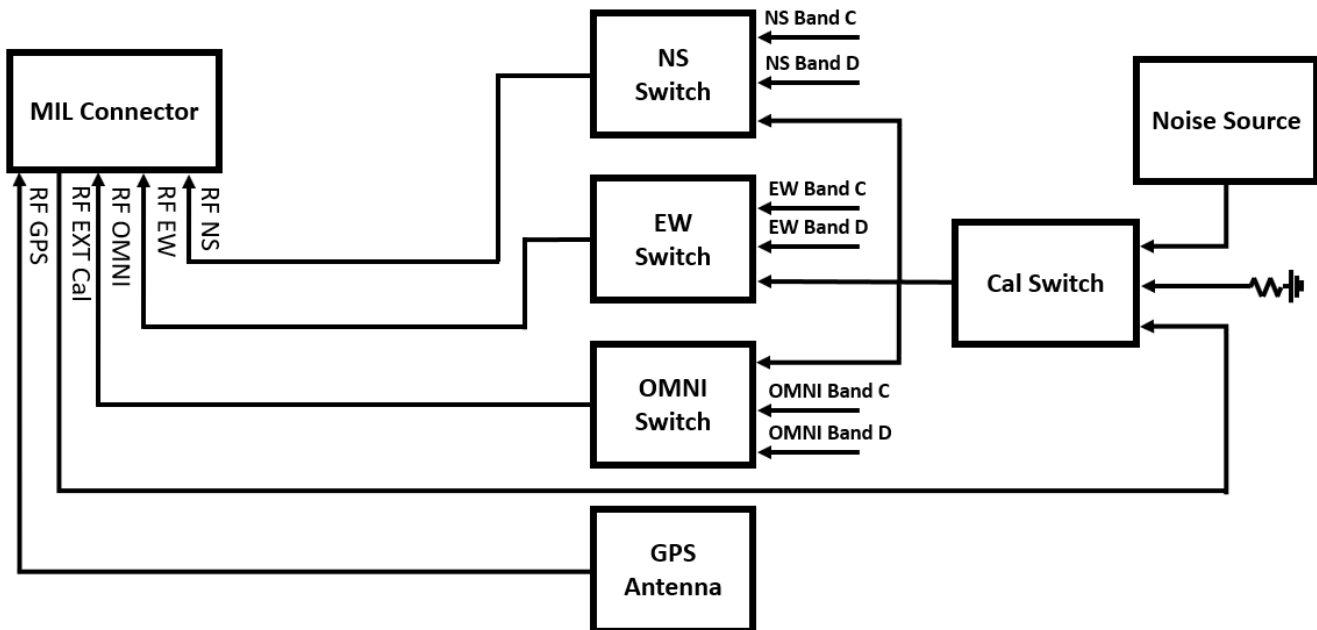 NS Band C
NS
Switch
NS Band D
MIL Connector
Noise Source
RF GPS
RF EXT Cal
RF OMNI
RF EW
RF NS
EW Band C
EW
Switch
EW Band D
Cal Switch
OMNI
Switch
OMNI Band C
OMNI Band D
GPS
Antenna